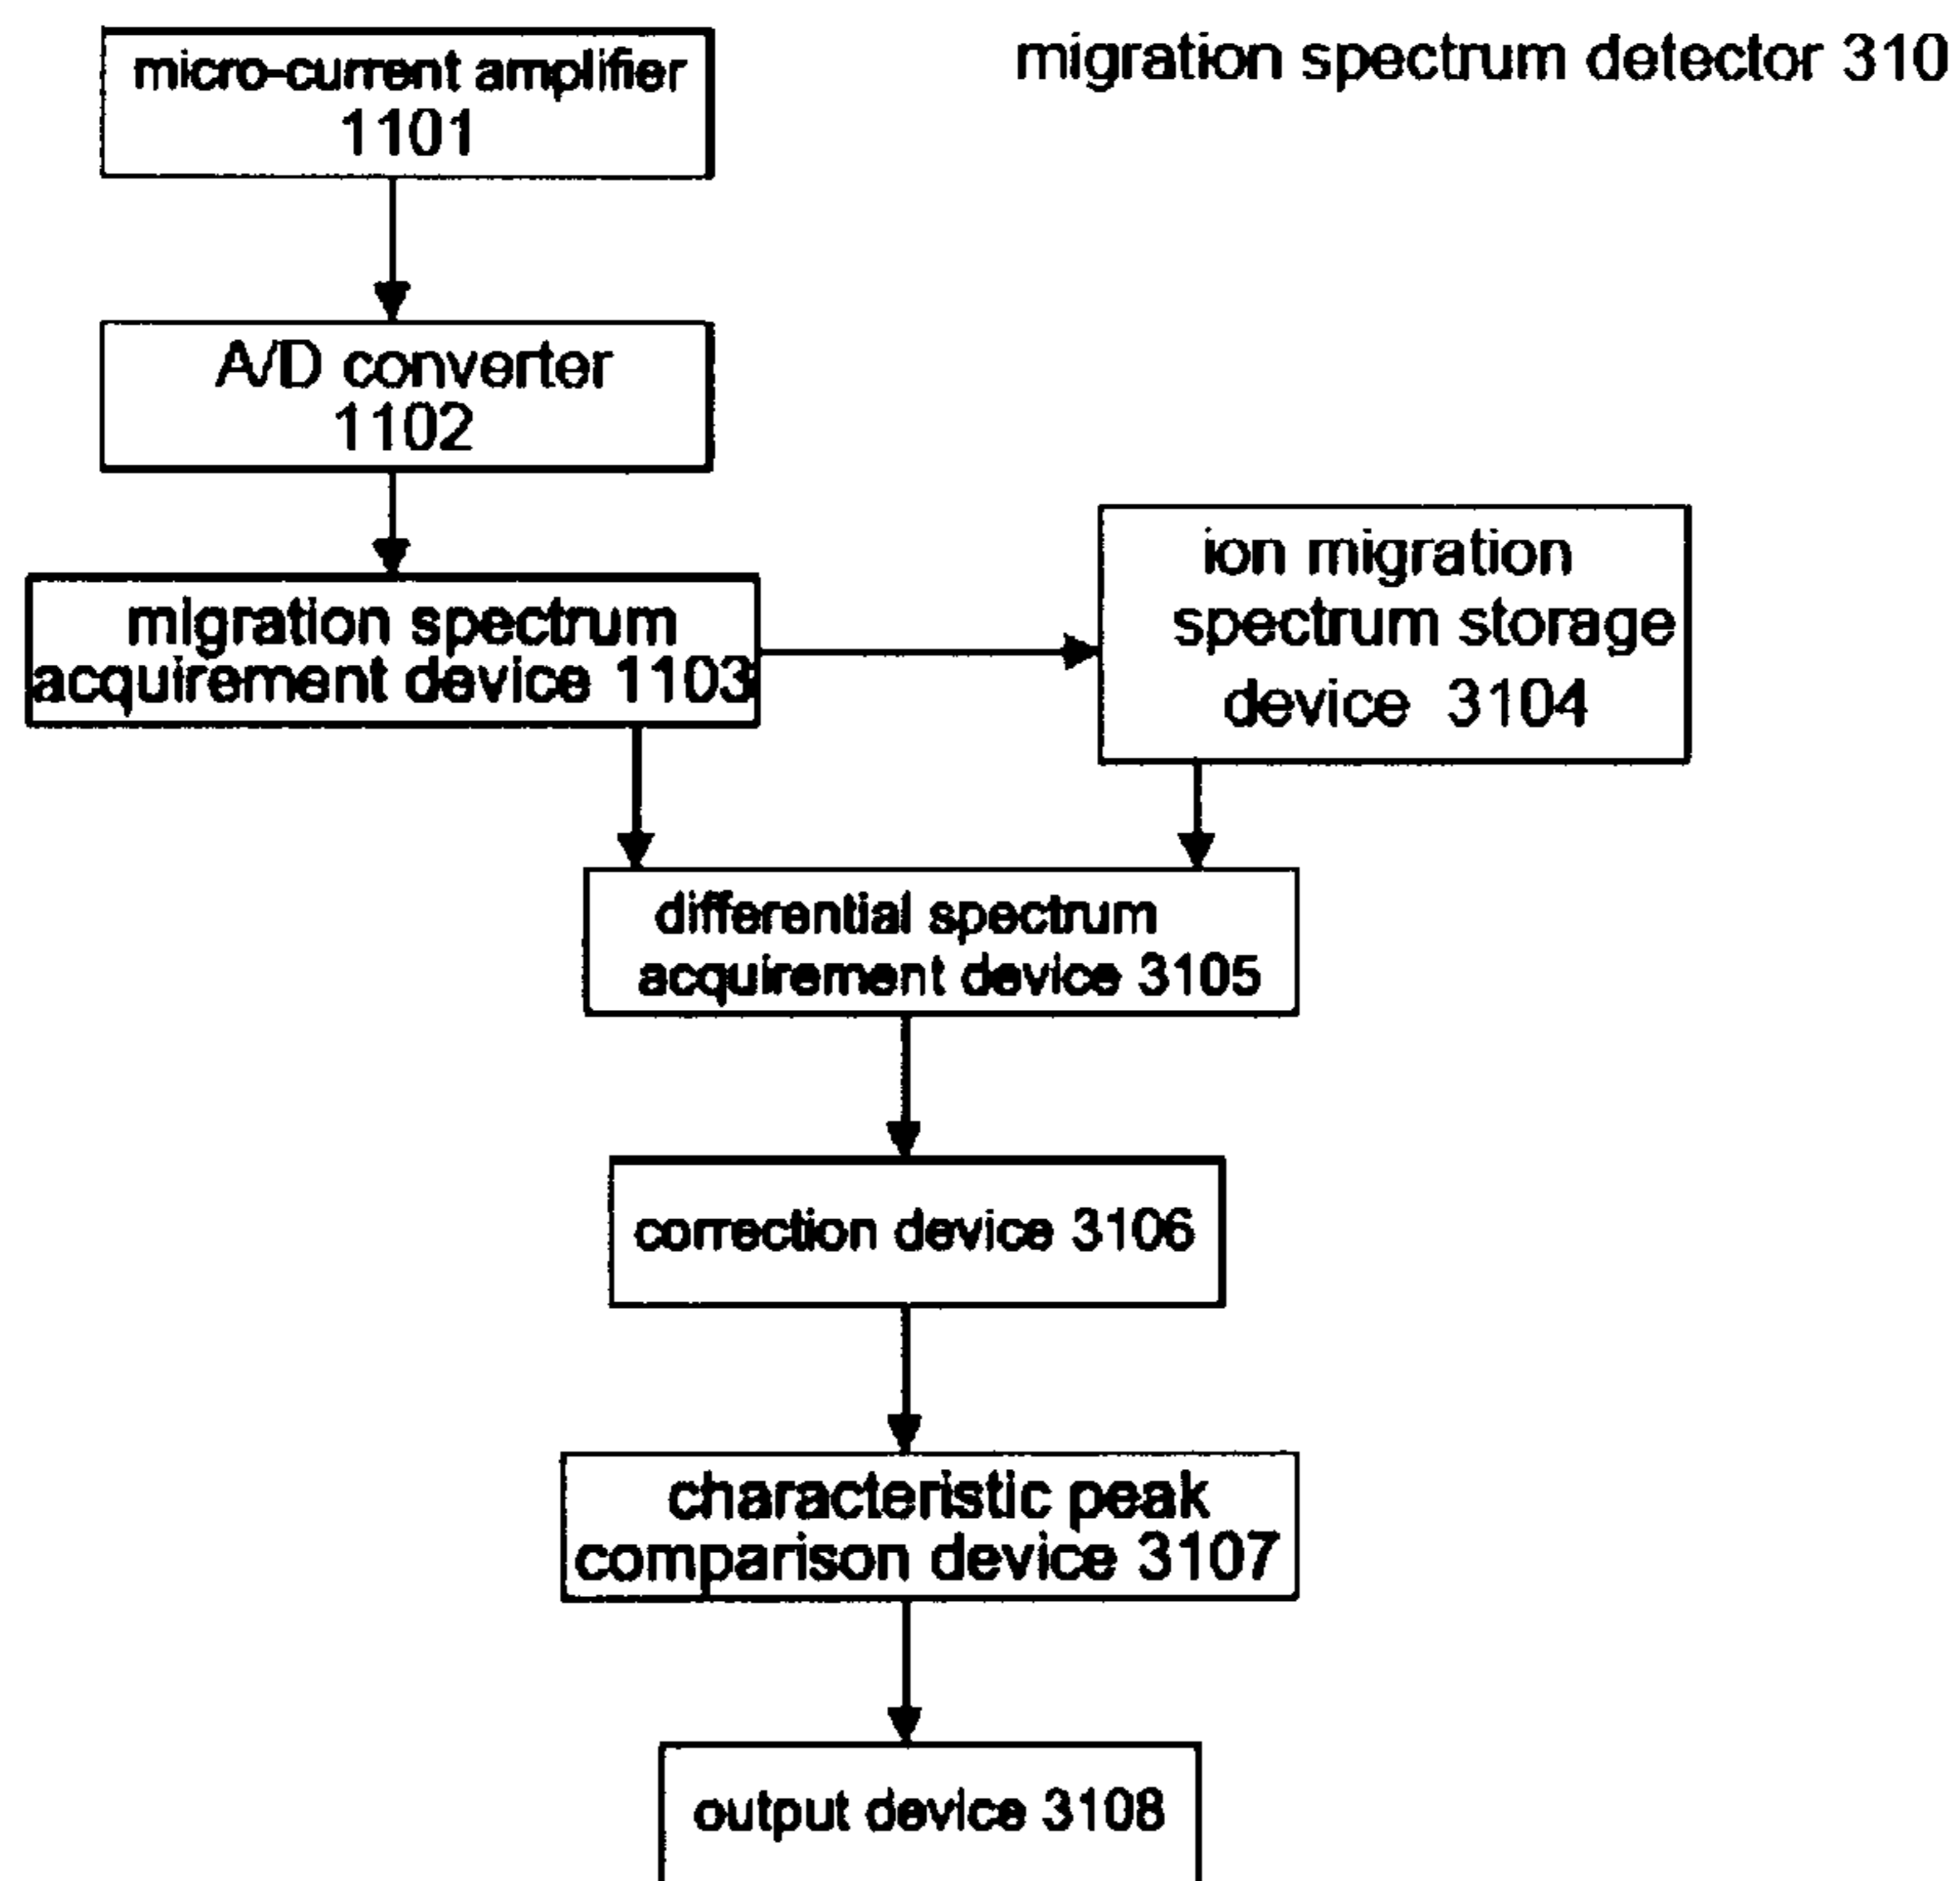 migration spectrum detector 310
micro-current amplifier
1101
A/D converter
1102
migration spectrum
acquirement device 1103
ion migration
spectrum storage
device 3104
differential spectrum
acquirement device 3105
correction device 3106
characteristic peak
comparison device 3107
output device 3108